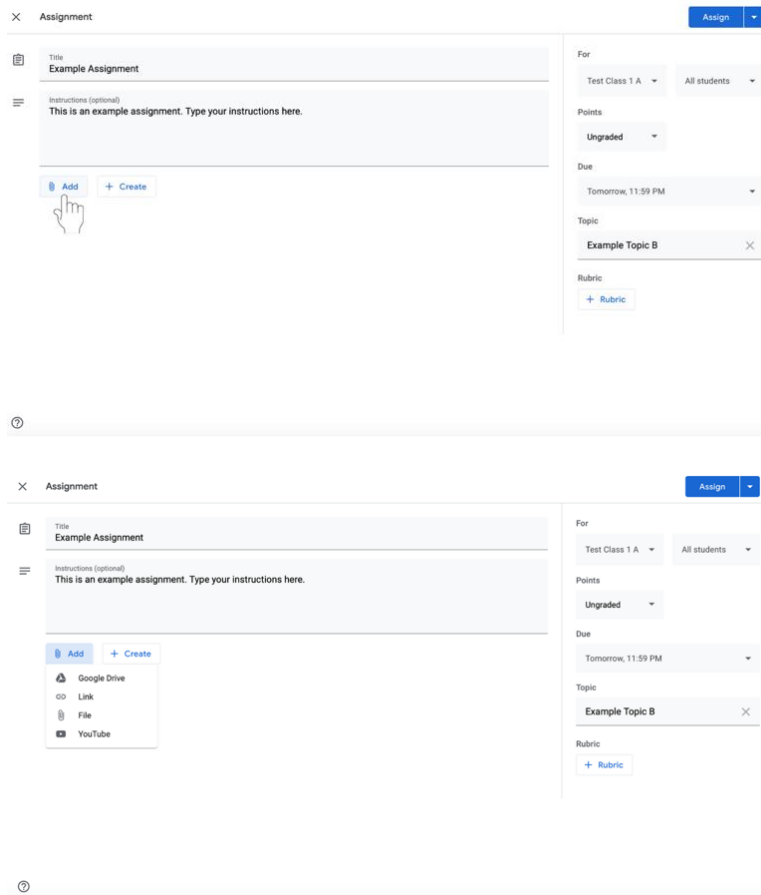 Assignment
Assign
Title
Example Assignment
Instructions (optional)
This is an example assignment. Type your instructions here.
Add
+ Create
For
Test Class 1 A
All students
Points
Ungraded
Due
Tomorrow, 11:59 PM
Topic
Example Topic B
Rubric
+ Rubric
Assignment
Assign
Title
Example Assignment
Instructions (optional)
This is an example assignment. Type your instructions here.
Add
+ Create
Google Drive
Link
File
YouTube
For
Test Class 1 A
All students
Points
Ungraded
Due
Tomorrow, 11:59 PM
Topic
Example Topic B
Rubric
+ Rubric